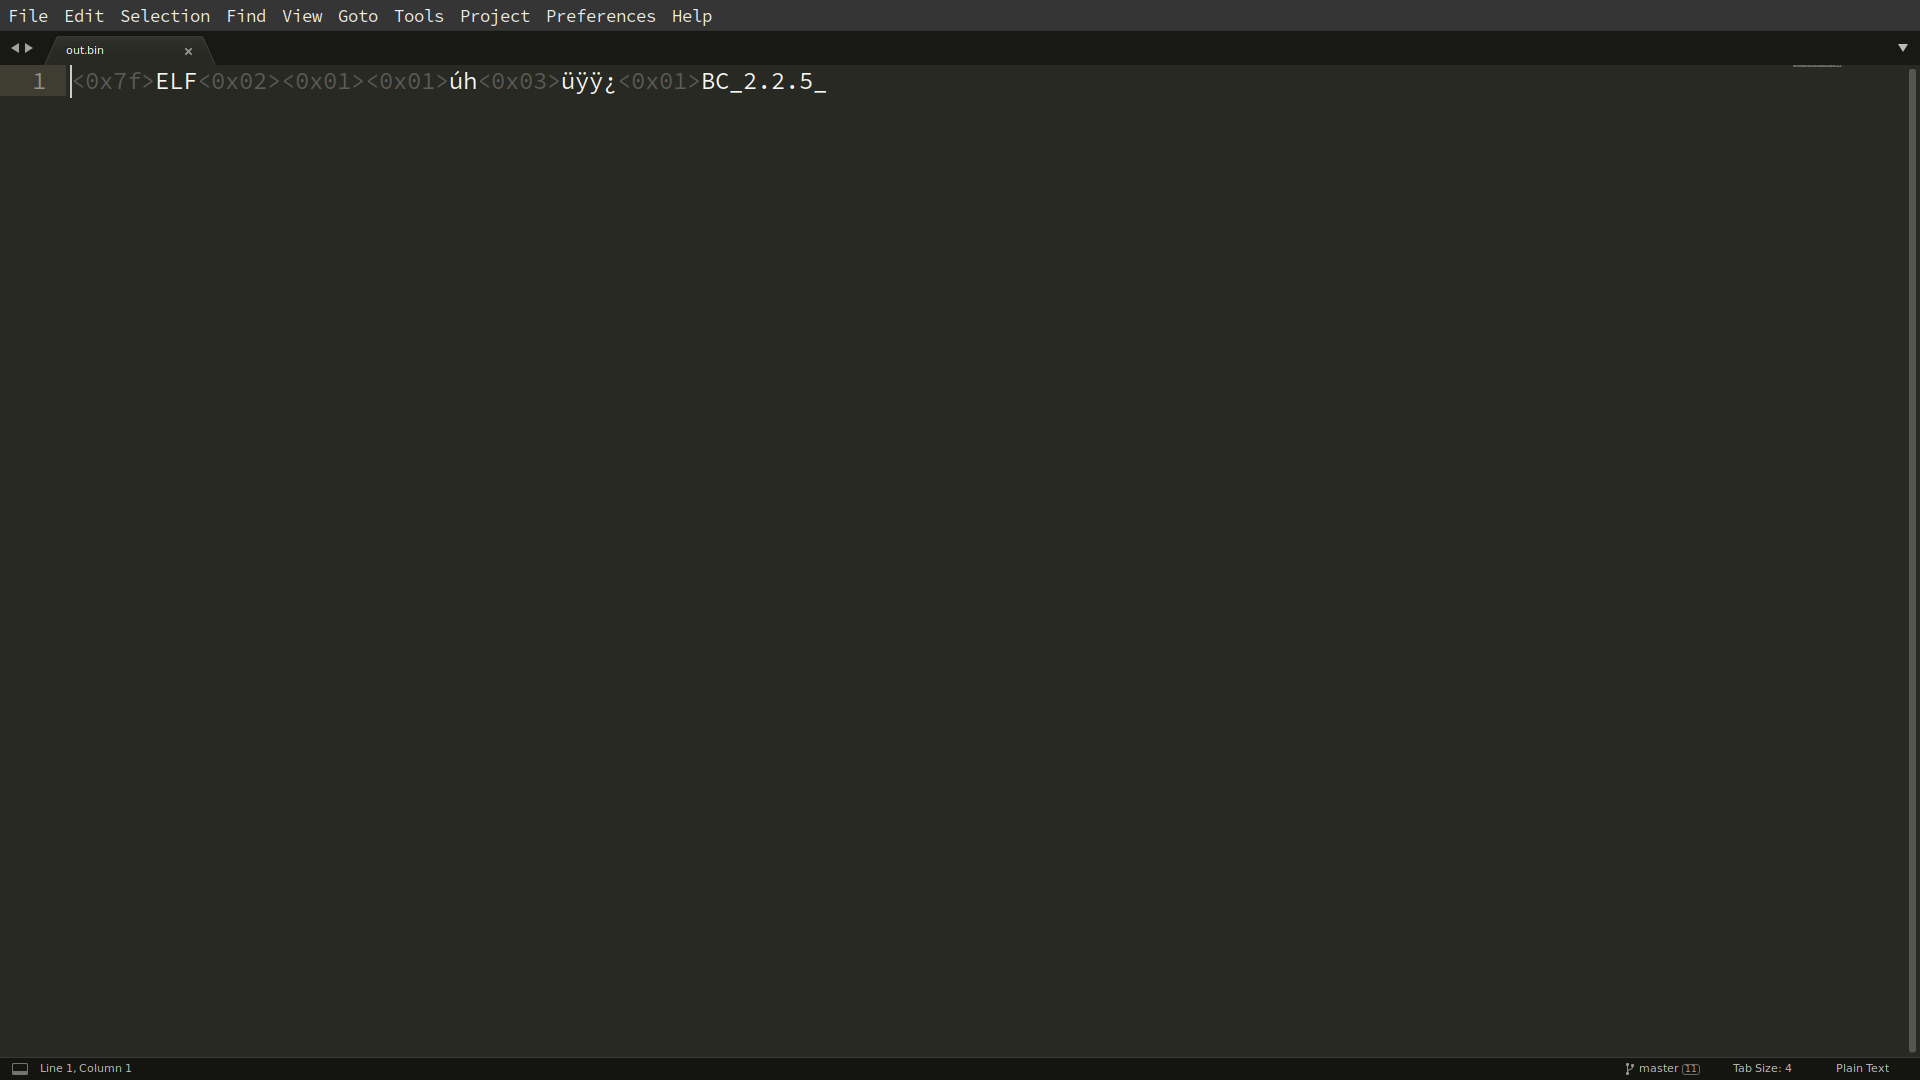 File Edit Selection Find View Goto Tools Project Preferences Help
out.bin ×
1 <0x7f>ELF<0x02><0x01><0x01>úh<0x03>üÿÿ¿<0x01>BC_2.2.5_
Line 1, Column 1 master 11 Tab Size: 4 Plain Text